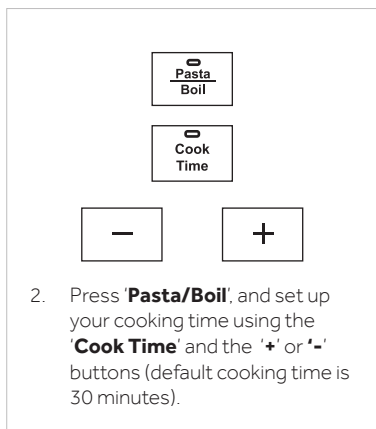 Pasta
Boil
Cook
Time
− +
2. Press ‘Pasta/Boil’, and set up
your cooking time using the
‘Cook Time’ and the ‘+’ or ‘-’
buttons (default cooking time is
30 minutes).